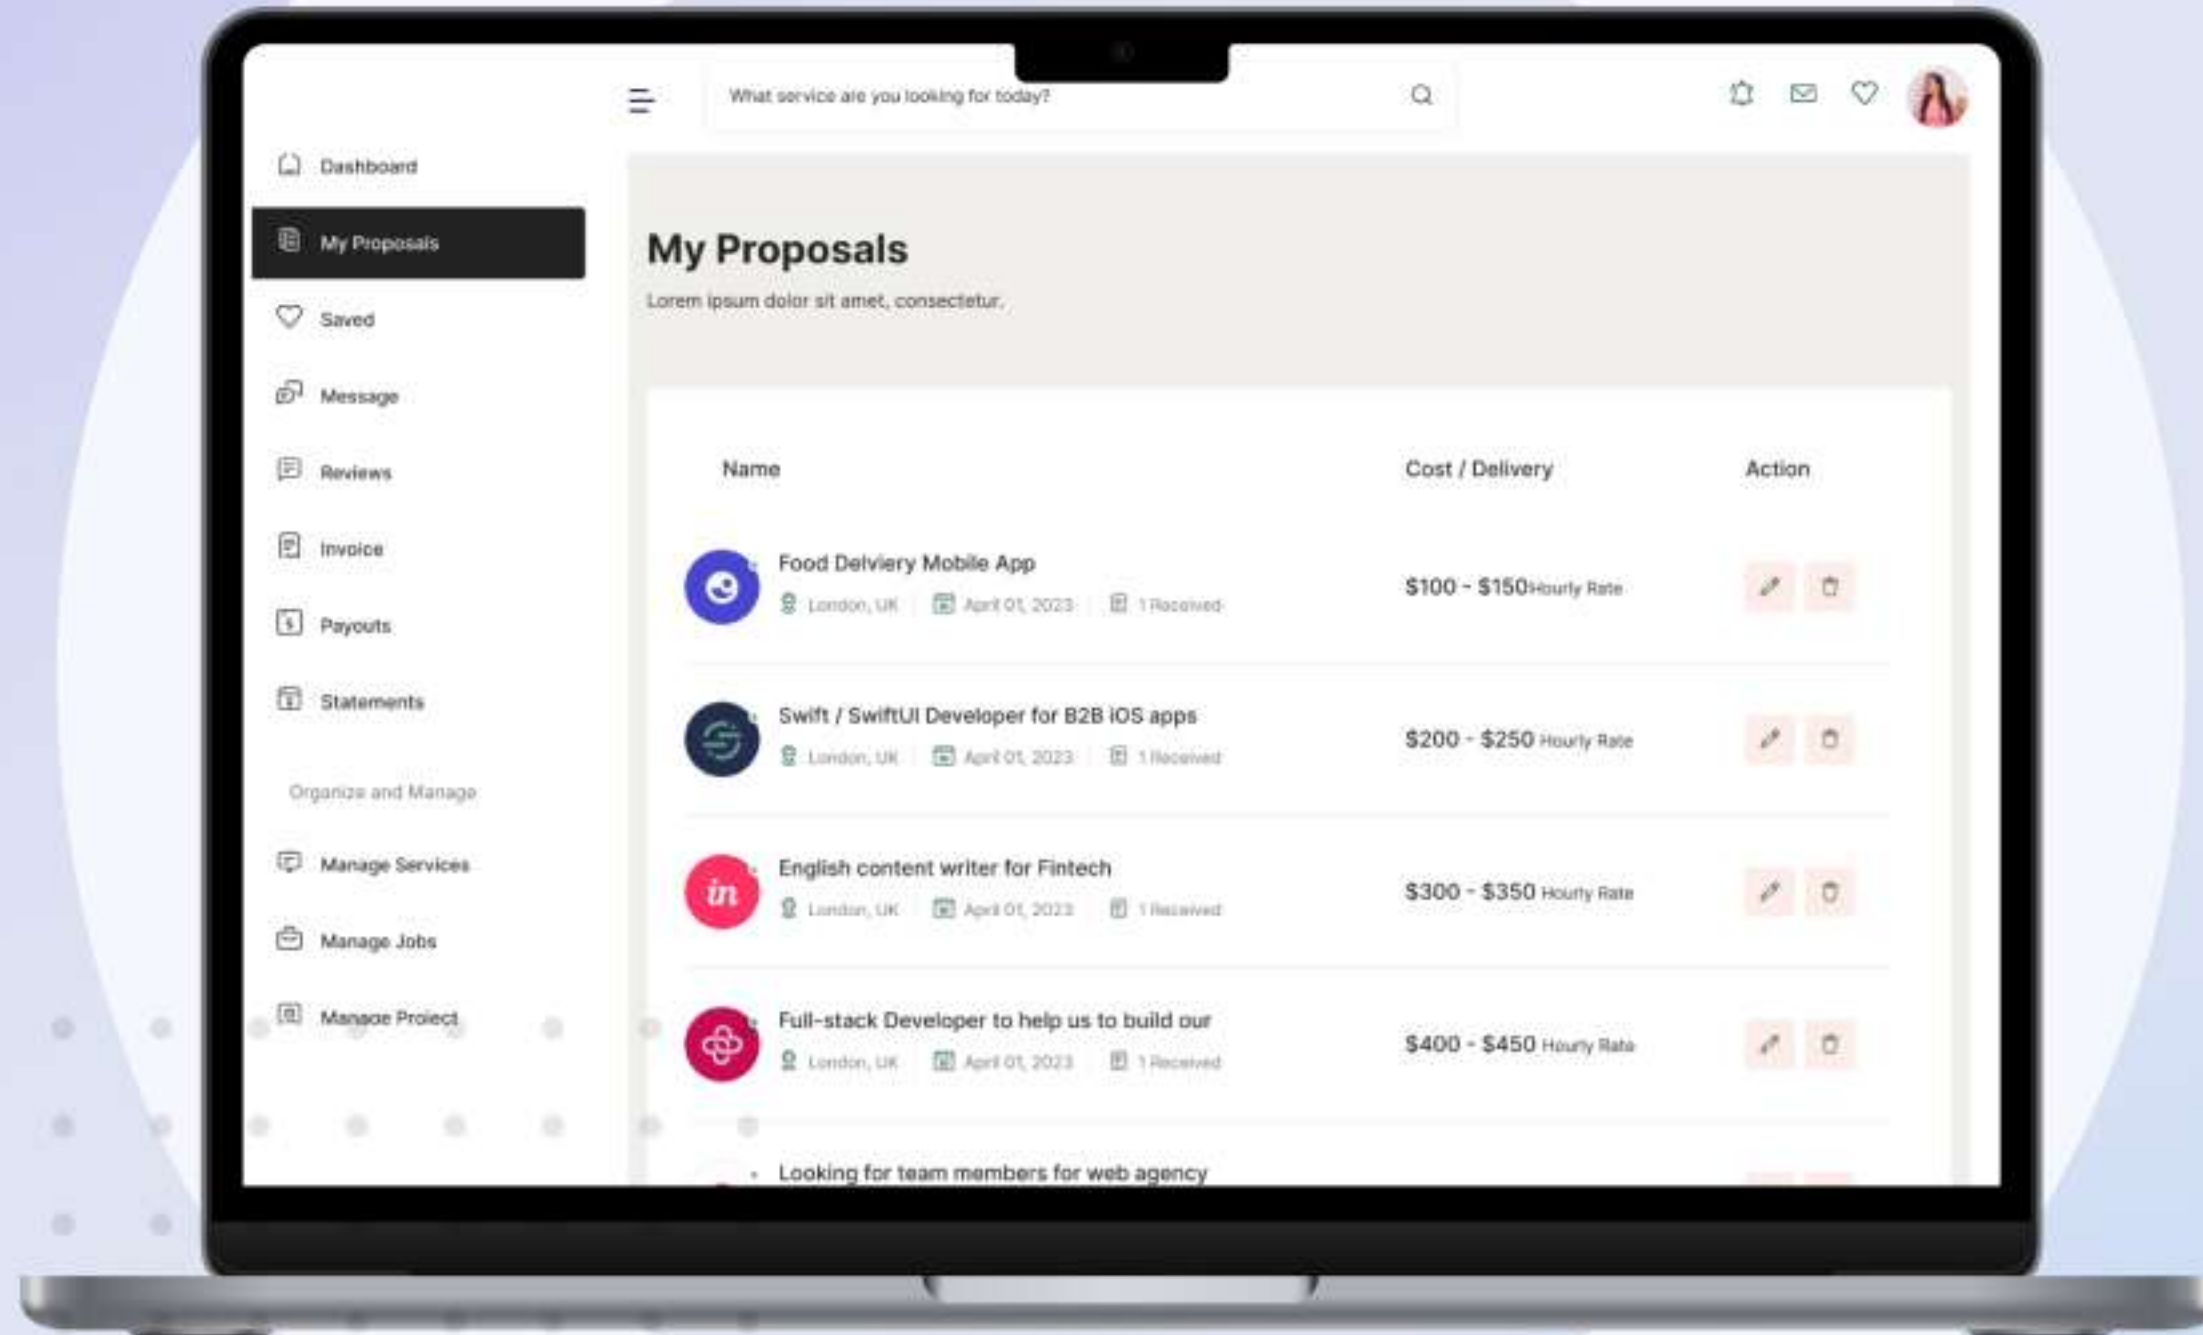 What service are you looking for today?
Dashboard
My Proposals
Saved
Message
Reviews
Invoice
Payouts
Statements
Organize and Manage
Manage Services
Manage Jobs
Manage Project
My Proposals
Lorem ipsum dolor sit amet, consectetur.
Name Cost / Delivery Action
Food Delviery Mobile App
London, UK April 01, 2023 1 Received
$100 - $150 Hourly Rate
Swift / SwiftUI Developer for B2B iOS apps
London, UK April 01, 2023 1 Received
$200 - $250 Hourly Rate
in
English content writer for Fintech
London, UK April 01, 2023 1 Received
$300 - $350 Hourly Rate
Full-stack Developer to help us to build our
London, UK April 01, 2023 1 Received
$400 - $450 Hourly Rate
Looking for team members for web agency